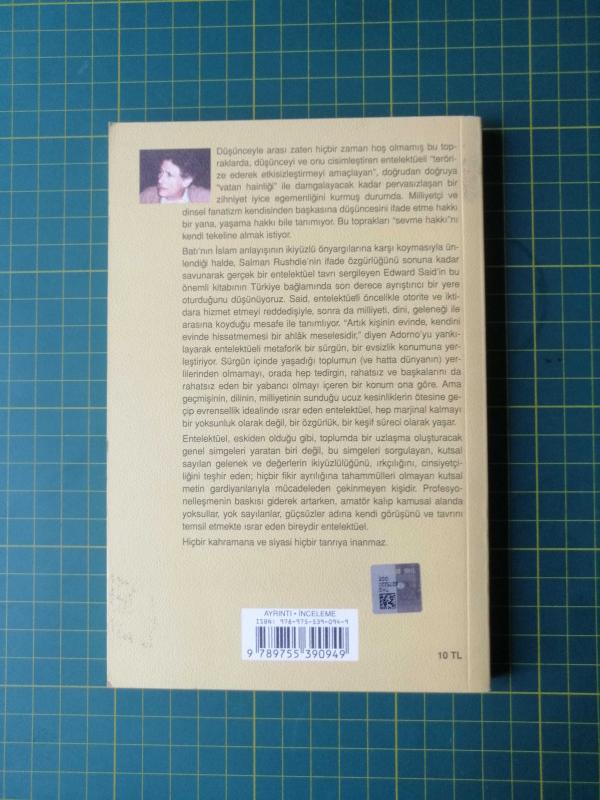 Düşünceyle arası zaten hiçbir zaman hoş olmamış bu top-
raklarda, düşünceyi ve onu cisimleştiren entelektüeli "terörі-
ze ederek etkisizleştirmeyi amaçlayan", doğrudan doğruya
"vatan hainliği" ile damgalayacak kadar pervasızlaşan bir
zihniyet iyice egemenliğini kurmuş durumda. Milliyetçi ve
dinsel fanatizm kendisinden başkasına düşüncesini ifade etme hakkı
bir yana, yaşama hakkı bile tanımıyor. Bu toprakları "sevme hakkı"nı
kendi tekeline almak istiyor.
Batı'nın İslam anlayışının ikiyüzlü önyargılarına karşı koymasıyla ün-
lendiği halde, Salman Rushdie'nin ifade özgürlüğünü sonuna kadar
savunarak gerçek bir entelektüel tavrı sergileyen Edward Said'in bu
önemli kitabının Türkiye bağlamında son derece ayrıştırıcı bir yere
oturduğunu düşünüyoruz. Said, entelektüeli öncelikle otorite ve ikti-
dara hizmet etmeyi reddedişiyle, sonra da milliyeti, dini, geleneği ile
arasına koyduğu mesafe ile tanımlıyor. "Artık kişinin evinde, kendini
evinde hissetmemesi bir ahlâk meselesidir," diyen Adorno'yu yankı-
layarak entelektüeli metaforik bir sürgün, bir evsizlik konumuna yer-
leştiriyor. Sürgün içinde yaşadığı toplumun (ve hatta dünyanın) yer-
lilerinden olmamayı, orada hep tedirgin, rahatsız ve başkalarını da
rahatsız eden bir yabancı olmayı içeren bir konum ona göre. Ama
geçmişinin, dilinin, milliyetinin sunduğu ucuz kesinliklerin ötesine ge-
çip evrensellik idealinde ısrar eden entelektüel, hep marjinal kalmayı
bir yoksunluk olarak değil, bir özgürlük, bir keşif süreci olarak yaşar.
Entelektüel, eskiden olduğu gibi, toplumda bir uzlaşma oluşturacak
genel simgeleri yaratan biri değil, bu simgeleri sorgulayan, kutsal
sayılan gelenek ve değerlerin ikiyüzlülüğünü, ırkçılığını, cinsiyetçi-
liğini teşhir eden; hiçbir fikir ayrılığına tahammülleri olmayan kutsal
metin gardiyanlarıyla mücadeleden çekinmeyen kişidir. Profesyo-
nelleşmenin baskısı giderek artarken, amatör kalıp kamusal alanda
yoksullar, yok sayılanlar, güçsüzler adına kendi görüşünü ve tavrını
temsil etmekte ısrar eden bireydir entelektüel.
Hiçbir kahramana ve siyasi hiçbir tanrıya inanmaz.
AYRINTI • İNCELEME
ISBN: 978-975-539-094-9
9 789755 390949
10 TL